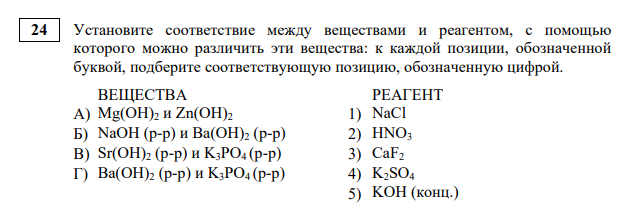 24 Установите соответствие между веществами и реагентом, с помощью
которого можно различить эти вещества: к каждой позиции, обозначенной
буквой, подберите соответствующую позицию, обозначенную цифрой.
ВЕЩЕСТВА РЕАГЕНТ
А) Mg(OH)₂ и Zn(OH)₂ 1) NaCl
Б) NaOH (р-р) и Ba(OH)₂ (р-р) 2) HNO₃
В) Sr(OH)₂ (р-р) и K₃PO₄ (р-р) 3) CaF₂
Г) Ba(OH)₂ (р-р) и K₃PO₄ (р-р) 4) K₂SO₄
5) KOH (конц.)